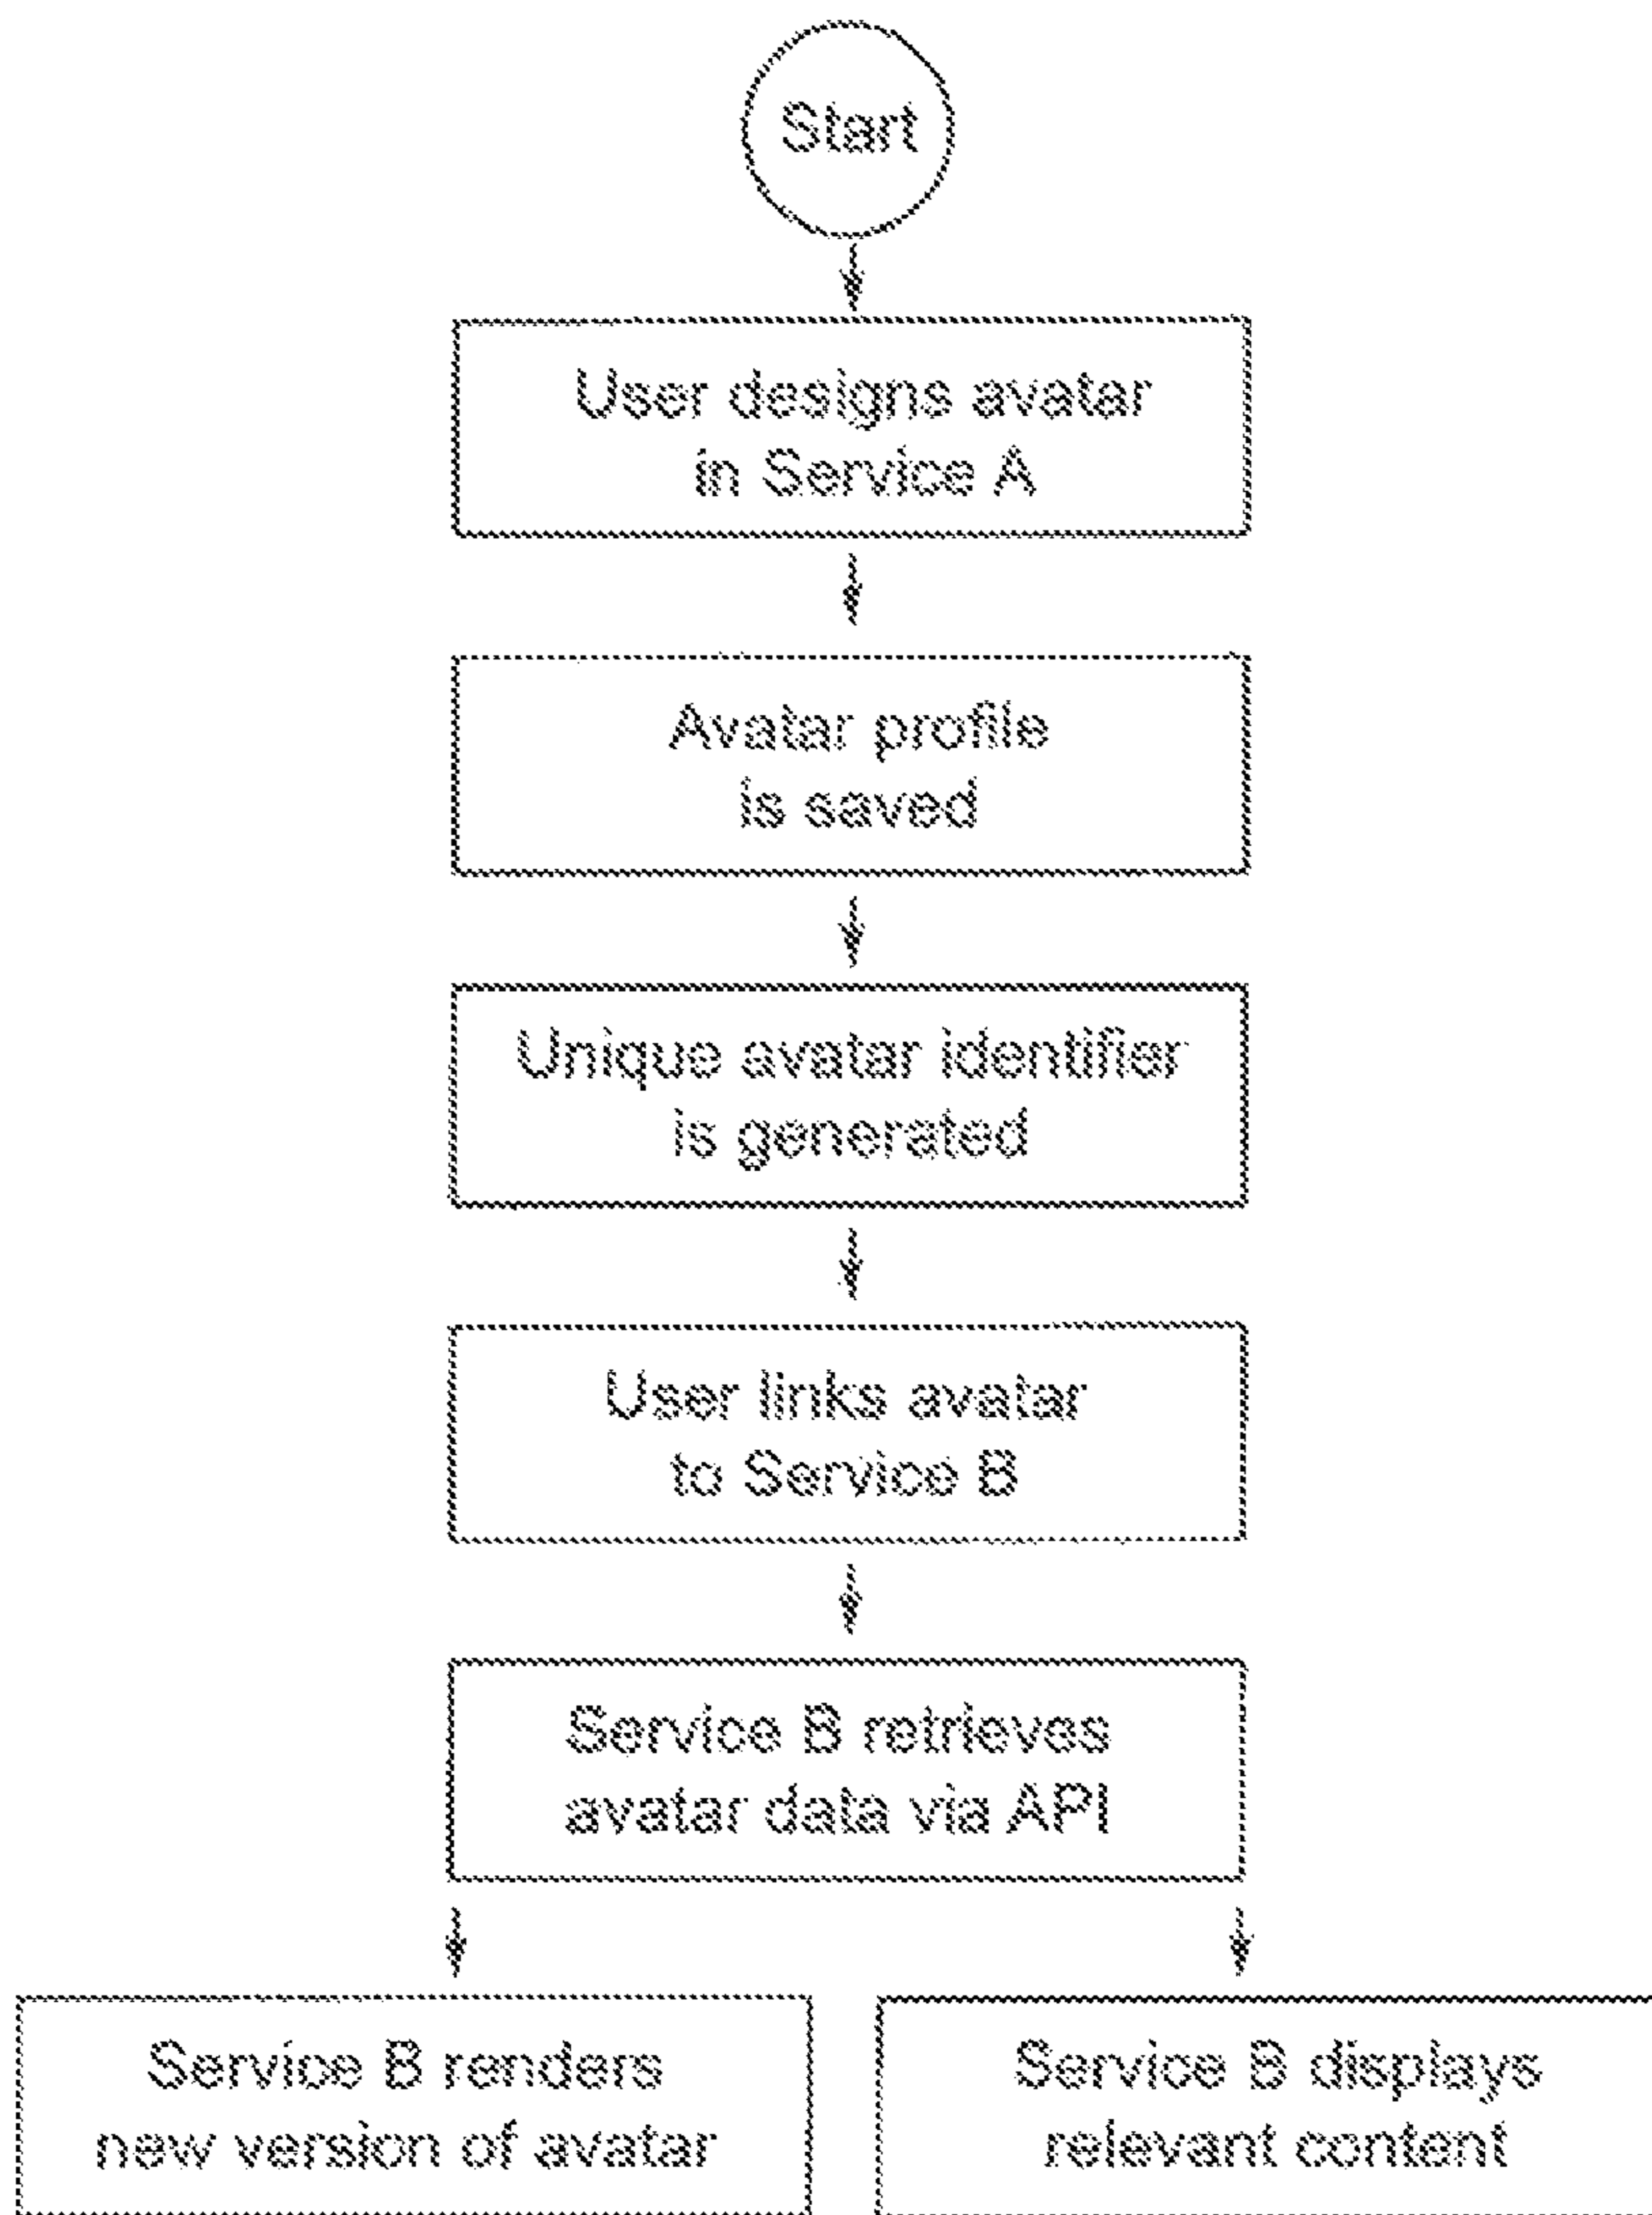 Start
User designs avatar
in Service A
Avatar profile
is saved
Unique avatar identifier
is generated
User links avatar
to Service B
Service B retrieves
avatar data via API
Service B renders
new version of avatar
Service B displays
relevant content